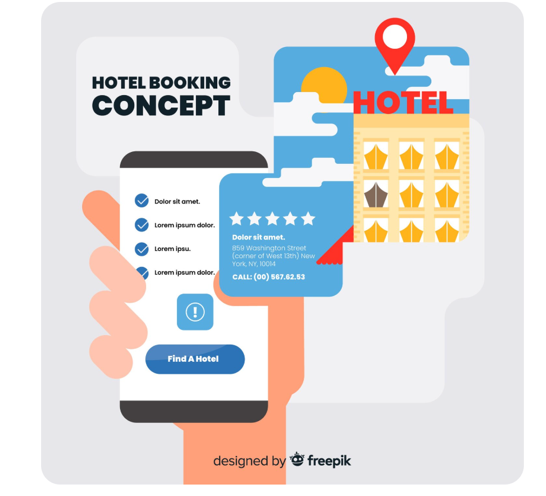 HOTEL BOOKING
CONCEPT
HOTEL
Dolor sit amet.
Lorem ipsum dolor.
Lorem ipsu.
Lorem ipsum dolor.
!
Find A Hotel
Dolor sit amet.
859 Washington Street
(corner of West 13th) New
York, NY, 10014
CALL: (00) 567.62.53
designed by freepik